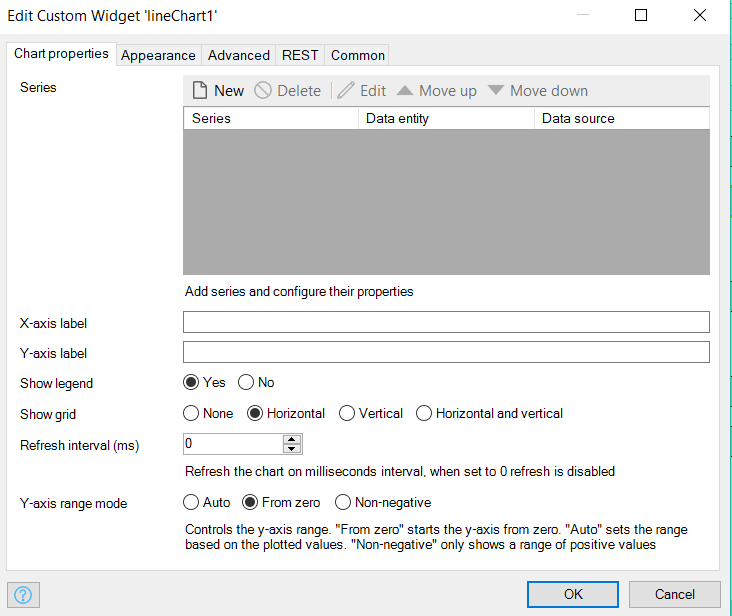 Edit Custom Widget 'lineChart1'
Chart properties Appearance Advanced REST Common
Series New Delete Edit Move up Move down
Series Data entity Data source
Add series and configure their properties
X-axis label
Y-axis label
Show legend Yes No
Show grid None Horizontal Vertical Horizontal and vertical
Refresh interval (ms) 0
Refresh the chart on milliseconds interval, when set to 0 refresh is disabled
Y-axis range mode Auto From zero Non-negative
Controls the y-axis range. "From zero" starts the y-axis from zero. "Auto" sets the range
based on the plotted values. "Non-negative" only shows a range of positive values
? OK Cancel